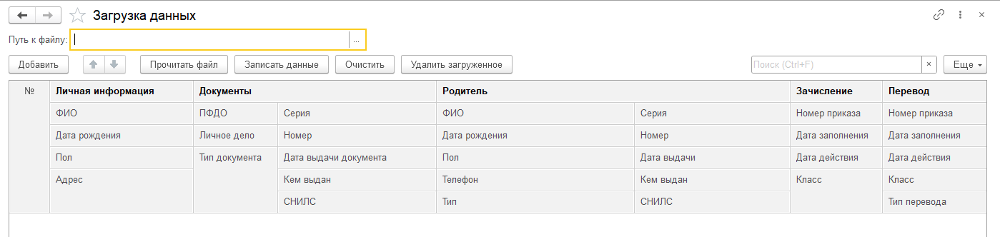 Загрузка данных
Путь к файлу: ...
Добавить Прочитать файл Записать данные Очистить Удалить загруженное Поиск (Ctrl+F) × Еще
№ Личная информация Документы Родитель Зачисление Перевод
ФИО ПФДО Серия ФИО Серия Номер приказа Номер приказа
Дата рождения Личное дело Номер Дата рождения Номер Дата заполнения Дата заполнения
Пол Тип документа Дата выдачи документа Пол Дата выдачи Дата действия Дата действия
Адрес Кем выдан Телефон Кем выдан Класс Класс
СНИЛС Тип СНИЛС Тип перевода